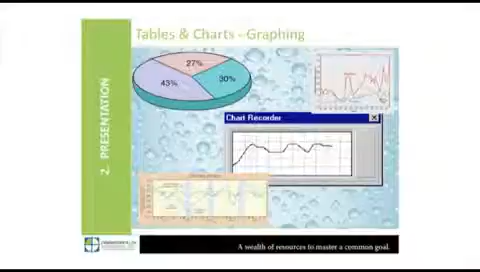 Tables & Charts - Graphing
2. PRESENTATION
27%
43%
30%
Chart Recorder
A wealth of resources to master a common goal.